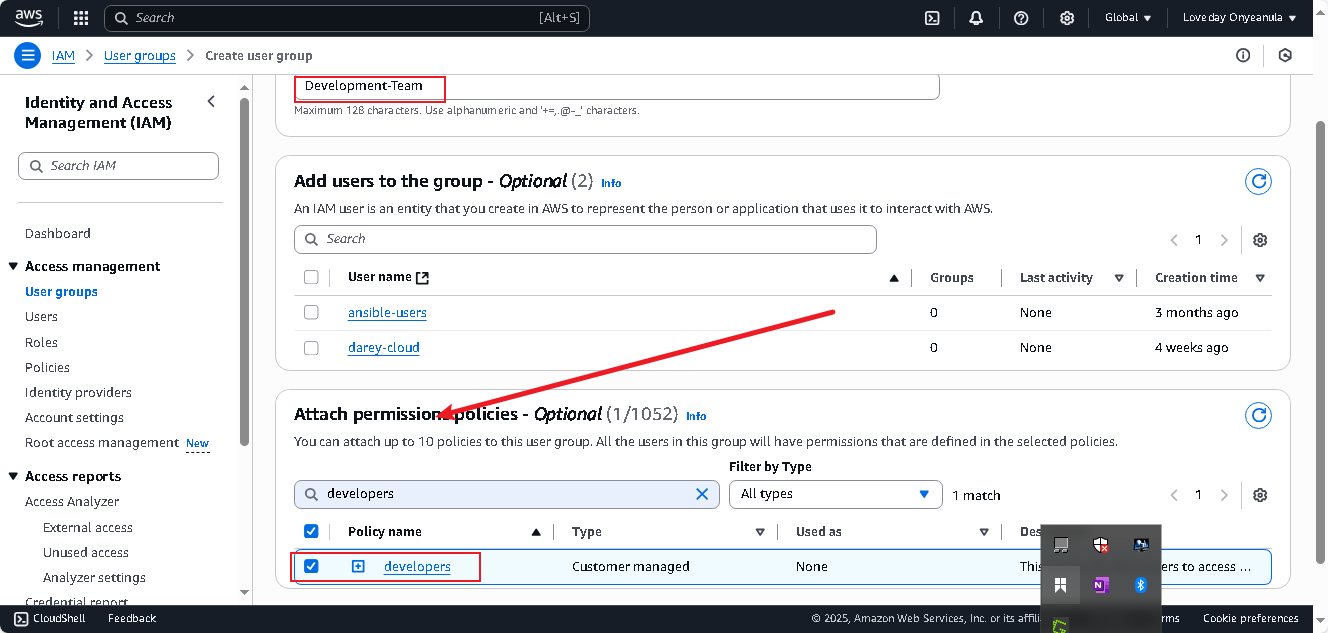 aws
Search [Alt+S] Global Loveday Onyeanula
IAM User groups Create user group
Identity and Access
Management (IAM)
Search IAM
Dashboard
Access management
User groups
Users
Roles
Policies
Identity providers
Account settings
Root access management New
Access reports
Access Analyzer
External access
Unused access
Analyzer settings
Credential report
Development-Team
Maximum 128 characters. Use alphanumeric and '+=,.@-_' characters.
Add users to the group - Optional (2) Info
An IAM user is an entity that you create in AWS to represent the person or application that uses it to interact with AWS.
Search
1
User name Groups Last activity Creation time
ansible-users 0 None 3 months ago
darey-cloud 0 None 4 weeks ago
Attach permission policies - Optional (1/1052) Info
You can attach up to 10 policies to this user group. All the users in this group will have permissions that are defined in the selected policies.
Filter by Type
developers All types 1 match 1
Policy name Type Used as Des
developers Customer managed None This ers to access ...
CloudShell Feedback © 2025, Amazon Web Services, Inc. or its affili rms Cookie preferences